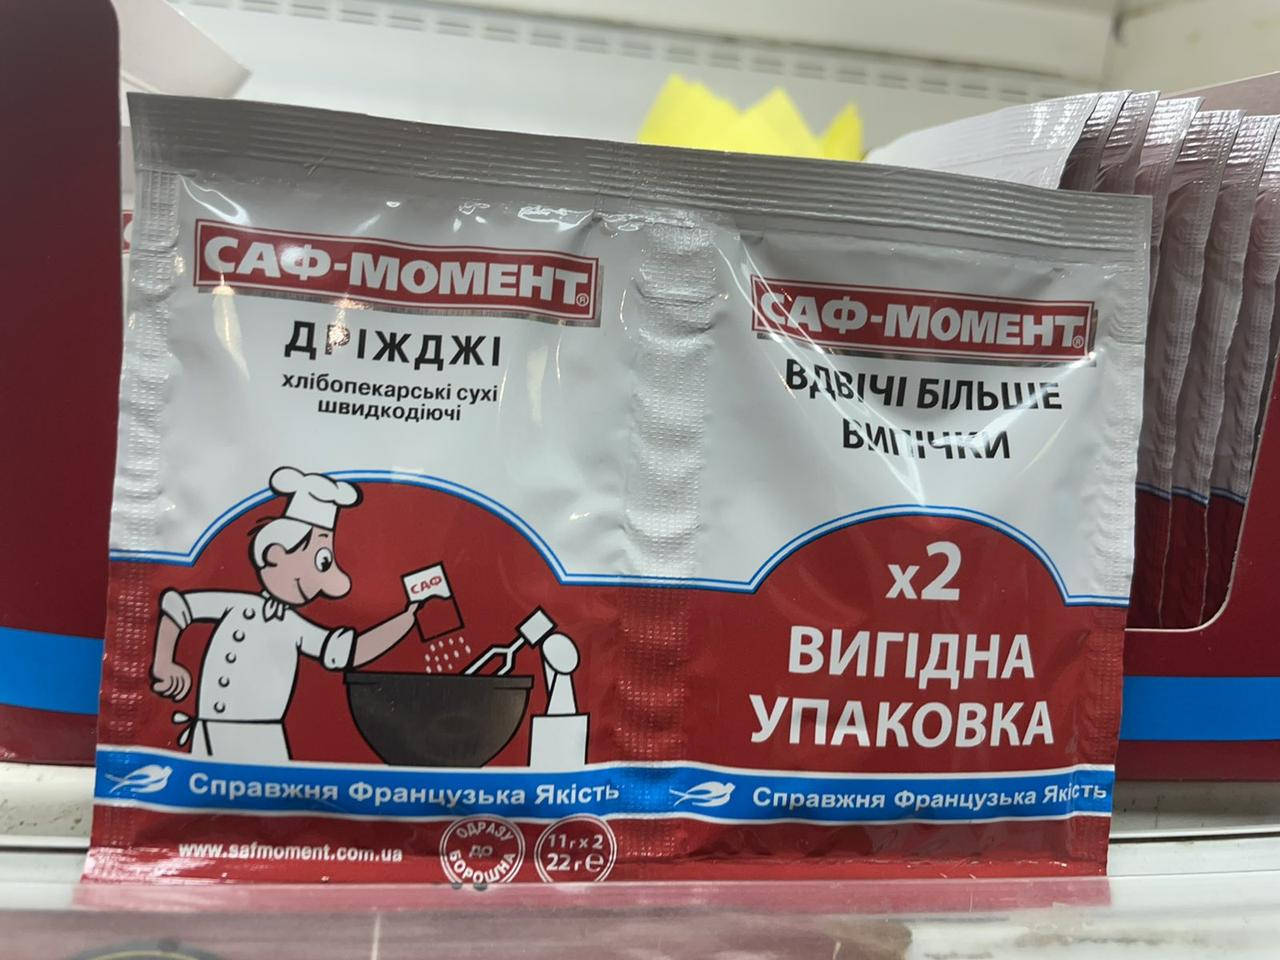 САФ-МОМЕНТ®
ДРІЖДЖІ
хлібопекарські сухі
швидкодіючі
САФ
Справжня Французька Якість
www.safmoment.com.ua
ОДРАЗУ
ДО
БОРОШНА
11г x 2
22 г℮
САФ-МОМЕНТ®
ВДВІЧІ БІЛЬШЕ
ВИПІЧКИ
x2
ВИГІДНА
УПАКОВКА
Справжня Французька Якість